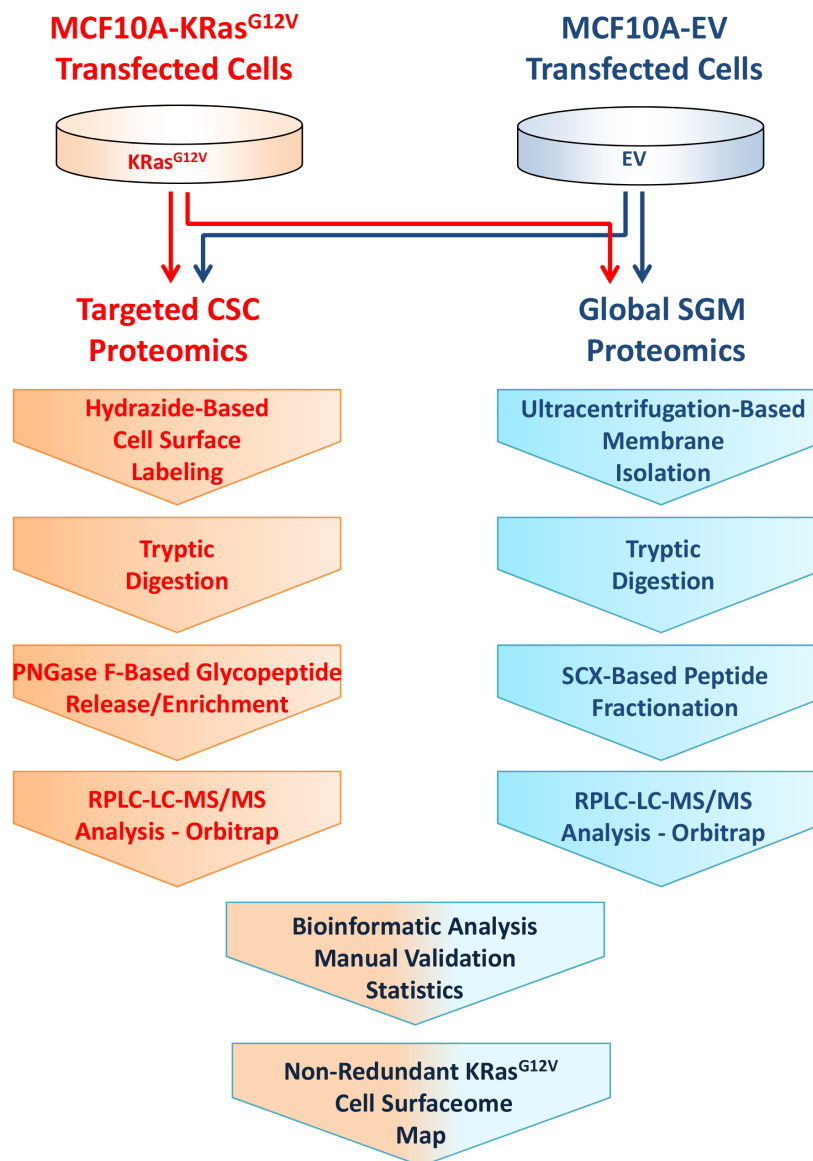 MCF10A-KRasG12V
Transfected Cells
MCF10A-EV
Transfected Cells
KRasG12V
EV
Targeted CSC
Proteomics
Global SGM
Proteomics
Hydrazide-Based
Cell Surface
Labeling
Ultracentrifugation-Based
Membrane
Isolation
Tryptic
Digestion
Tryptic
Digestion
PNGase F-Based Glycopeptide
Release/Enrichment
SCX-Based Peptide
Fractionation
RPLC-LC-MS/MS
Analysis - Orbitrap
RPLC-LC-MS/MS
Analysis - Orbitrap
Bioinformatic Analysis
Manual Validation
Statistics
Non-Redundant KRasG12V
Cell Surfaceome
Map